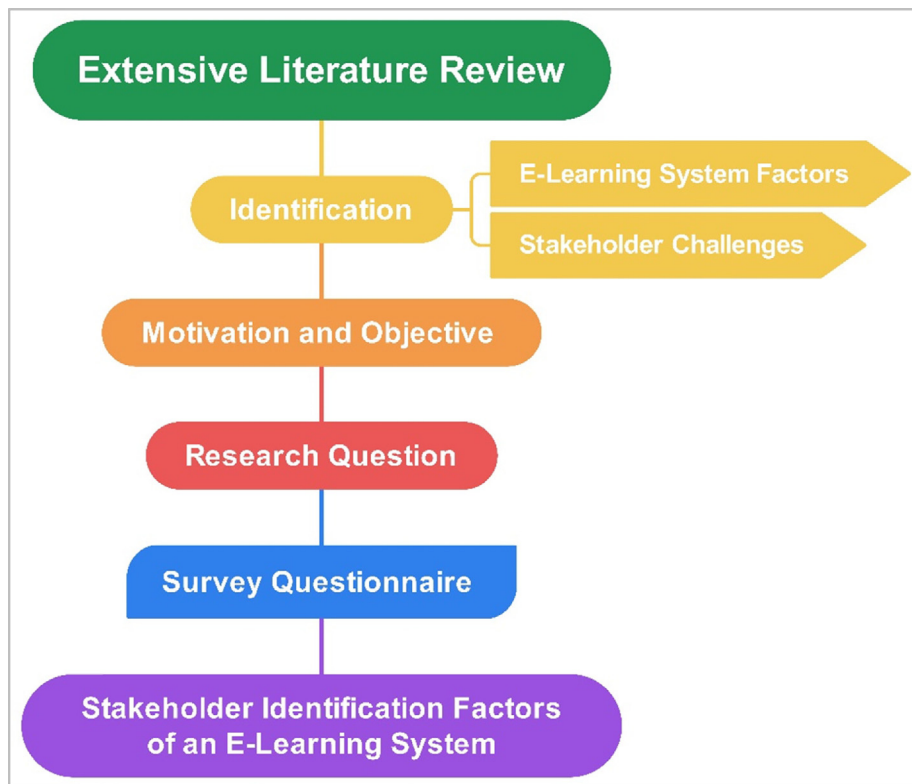 Extensive Literature Review
Identification
E-Learning System Factors
Stakeholder Challenges
Motivation and Objective
Research Question
Survey Questionnaire
Stakeholder Identification Factors
of an E-Learning System